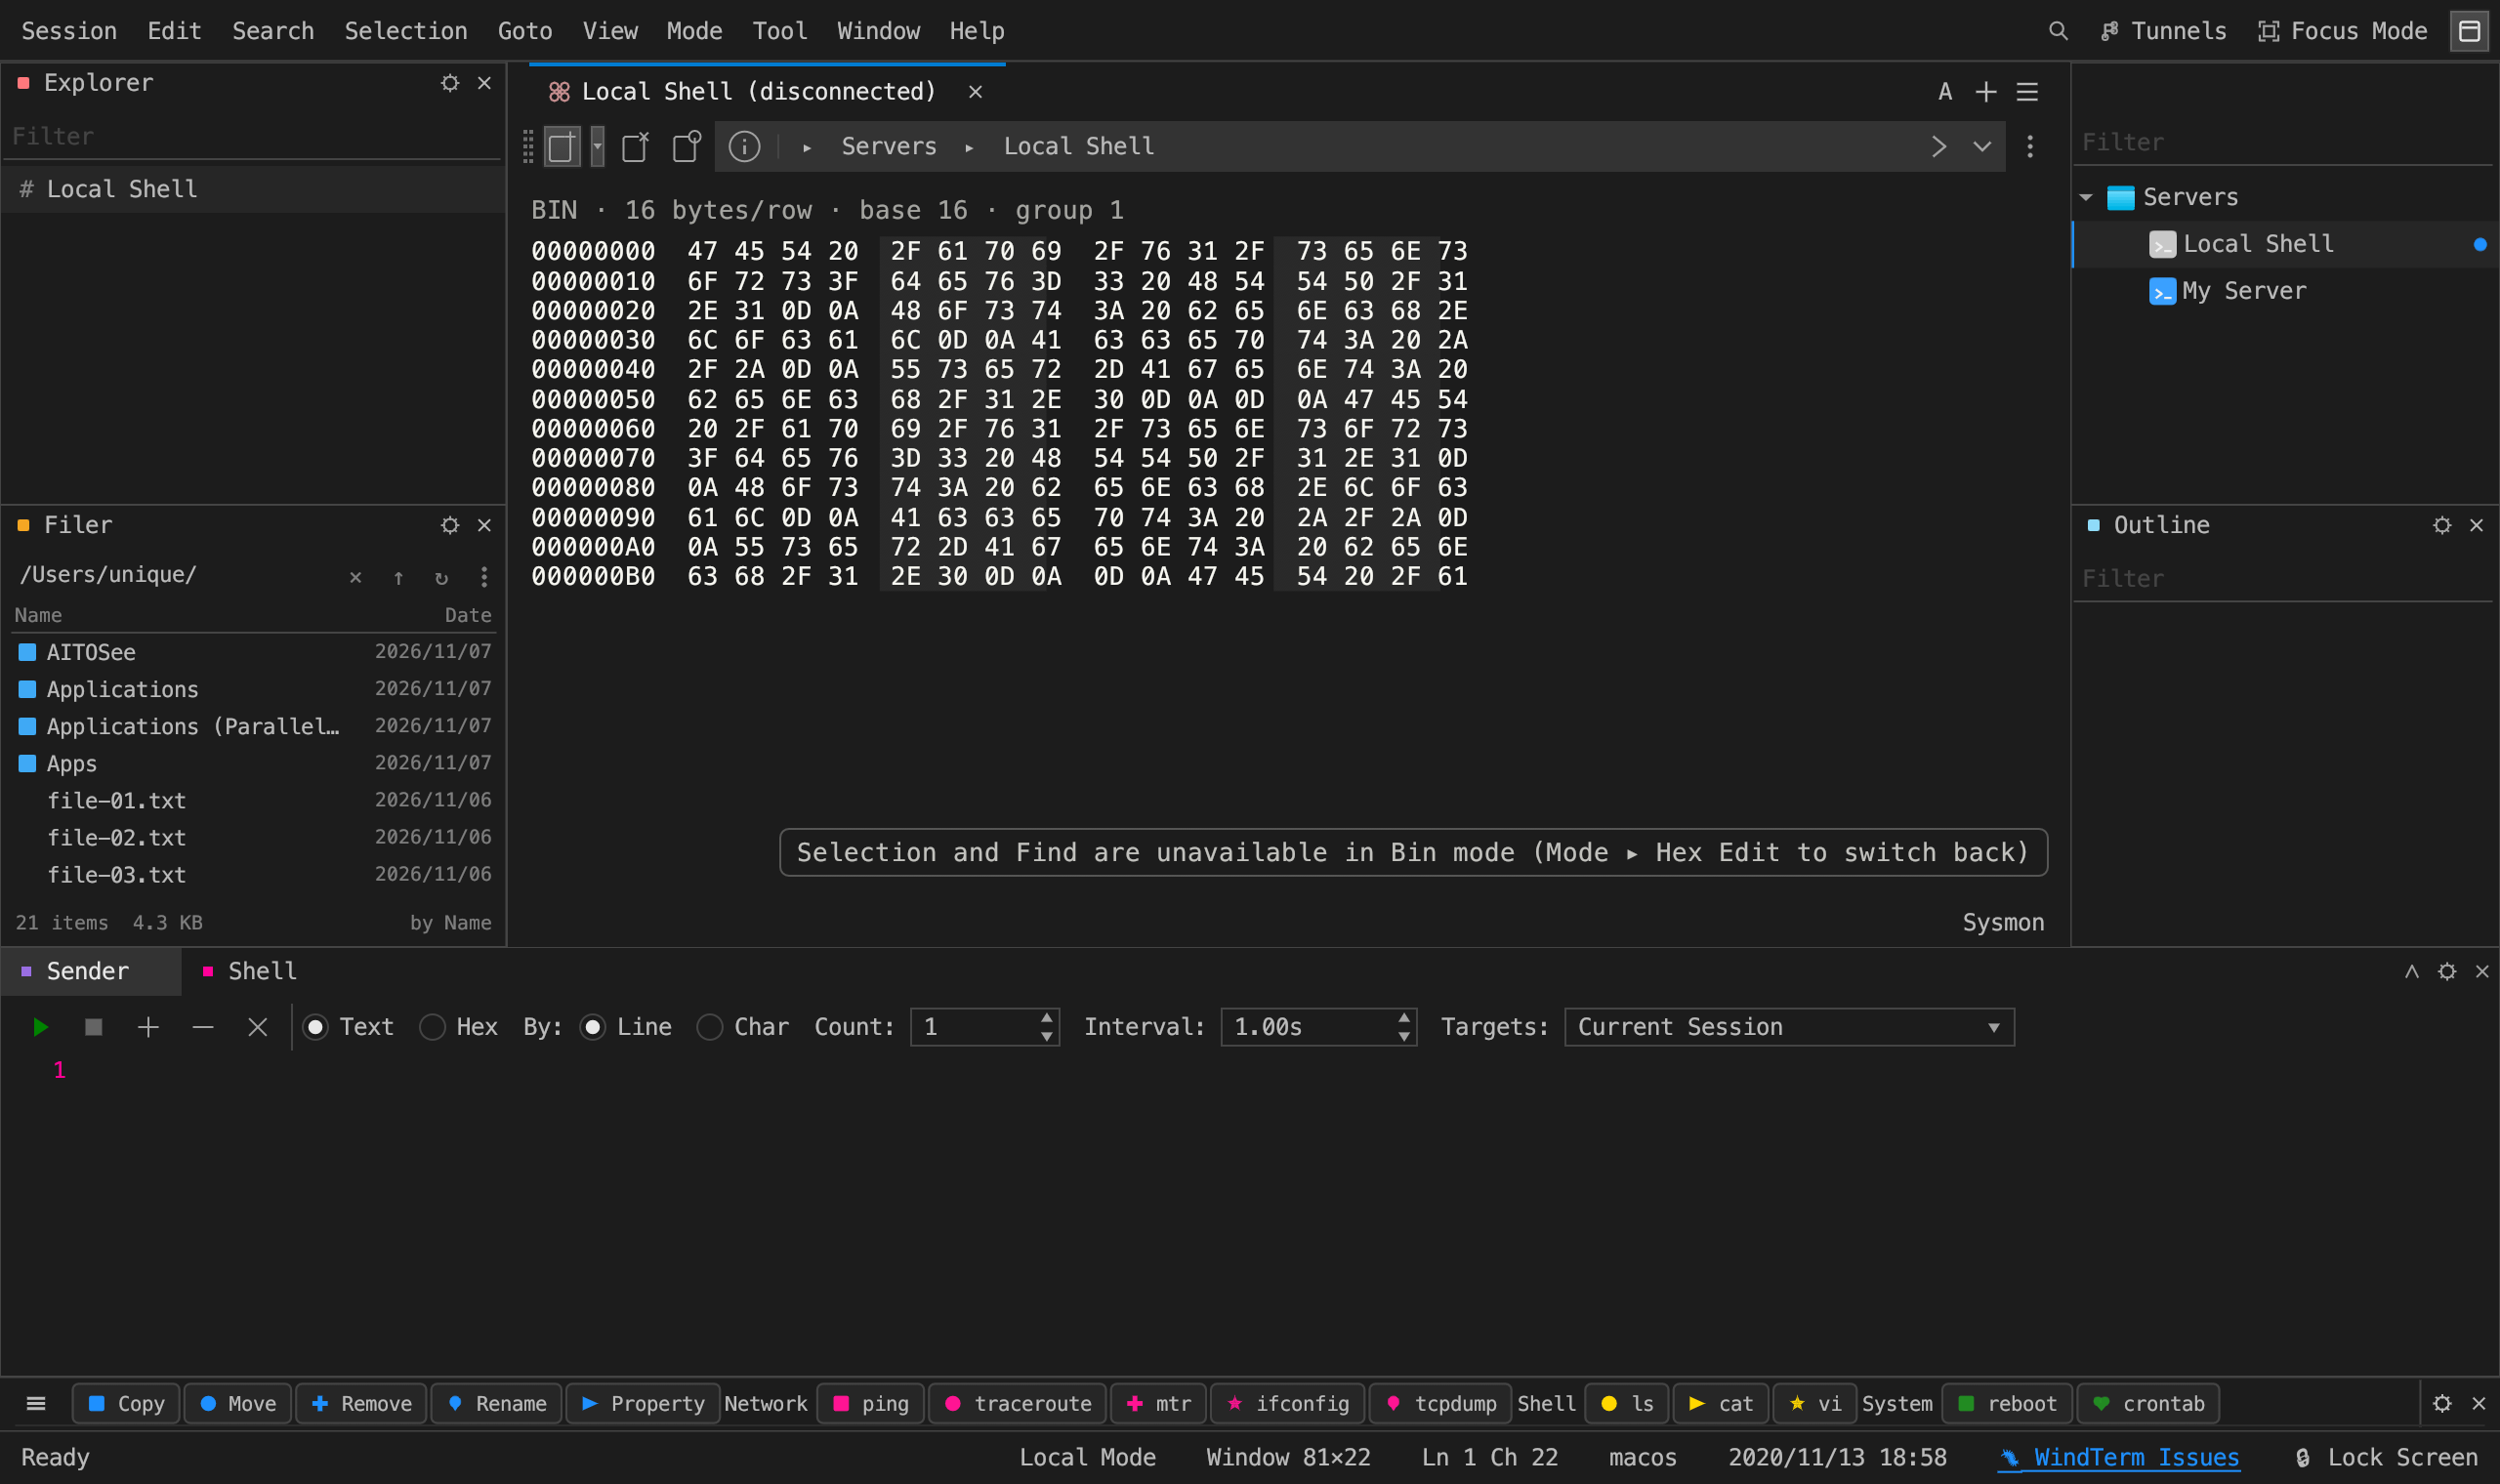 Session Edit Search Selection Goto View Mode Tool Window Help Tunnels Focus Mode
Explorer
Filter
# Local Shell
Filer
/Users/unique/
Name Date
AITOSee 2026/11/07
Applications 2026/11/07
Applications (Parallel… 2026/11/07
Apps 2026/11/07
file-01.txt 2026/11/06
file-02.txt 2026/11/06
file-03.txt 2026/11/06
21 items 4.3 KB by Name
Local Shell (disconnected) A
Servers ▸ Local Shell
BIN · 16 bytes/row · base 16 · group 1
00000000 47 45 54 20 2F 61 70 69 2F 76 31 2F 73 65 6E 73
00000010 6F 72 73 3F 64 65 76 3D 33 20 48 54 54 50 2F 31
00000020 2E 31 0D 0A 48 6F 73 74 3A 20 62 65 6E 63 68 2E
00000030 6C 6F 63 61 6C 0D 0A 41 63 63 65 70 74 3A 20 2A
00000040 2F 2A 0D 0A 55 73 65 72 2D 41 67 65 6E 74 3A 20
00000050 62 65 6E 63 68 2F 31 2E 30 0D 0A 0D 0A 47 45 54
00000060 20 2F 61 70 69 2F 76 31 2F 73 65 6E 73 6F 72 73
00000070 3F 64 65 76 3D 33 20 48 54 54 50 2F 31 2E 31 0D
00000080 0A 48 6F 73 74 3A 20 62 65 6E 63 68 2E 6C 6F 63
00000090 61 6C 0D 0A 41 63 63 65 70 74 3A 20 2A 2F 2A 0D
000000A0 0A 55 73 65 72 2D 41 67 65 6E 74 3A 20 62 65 6E
000000B0 63 68 2F 31 2E 30 0D 0A 0D 0A 47 45 54 20 2F 61
Selection and Find are unavailable in Bin mode (Mode ▸ Hex Edit to switch back)
Sysmon
Filter
Servers
Local Shell
My Server
Outline
Filter
Sender Shell
Text Hex By: Line Char Count: 1 Interval: 1.00s Targets: Current Session
1
Copy Move Remove Rename Property Network ping traceroute mtr ifconfig tcpdump Shell ls cat vi System reboot crontab
Ready Local Mode Window 81×22 Ln 1 Ch 22 macos 2020/11/13 18:58 WindTerm Issues Lock Screen